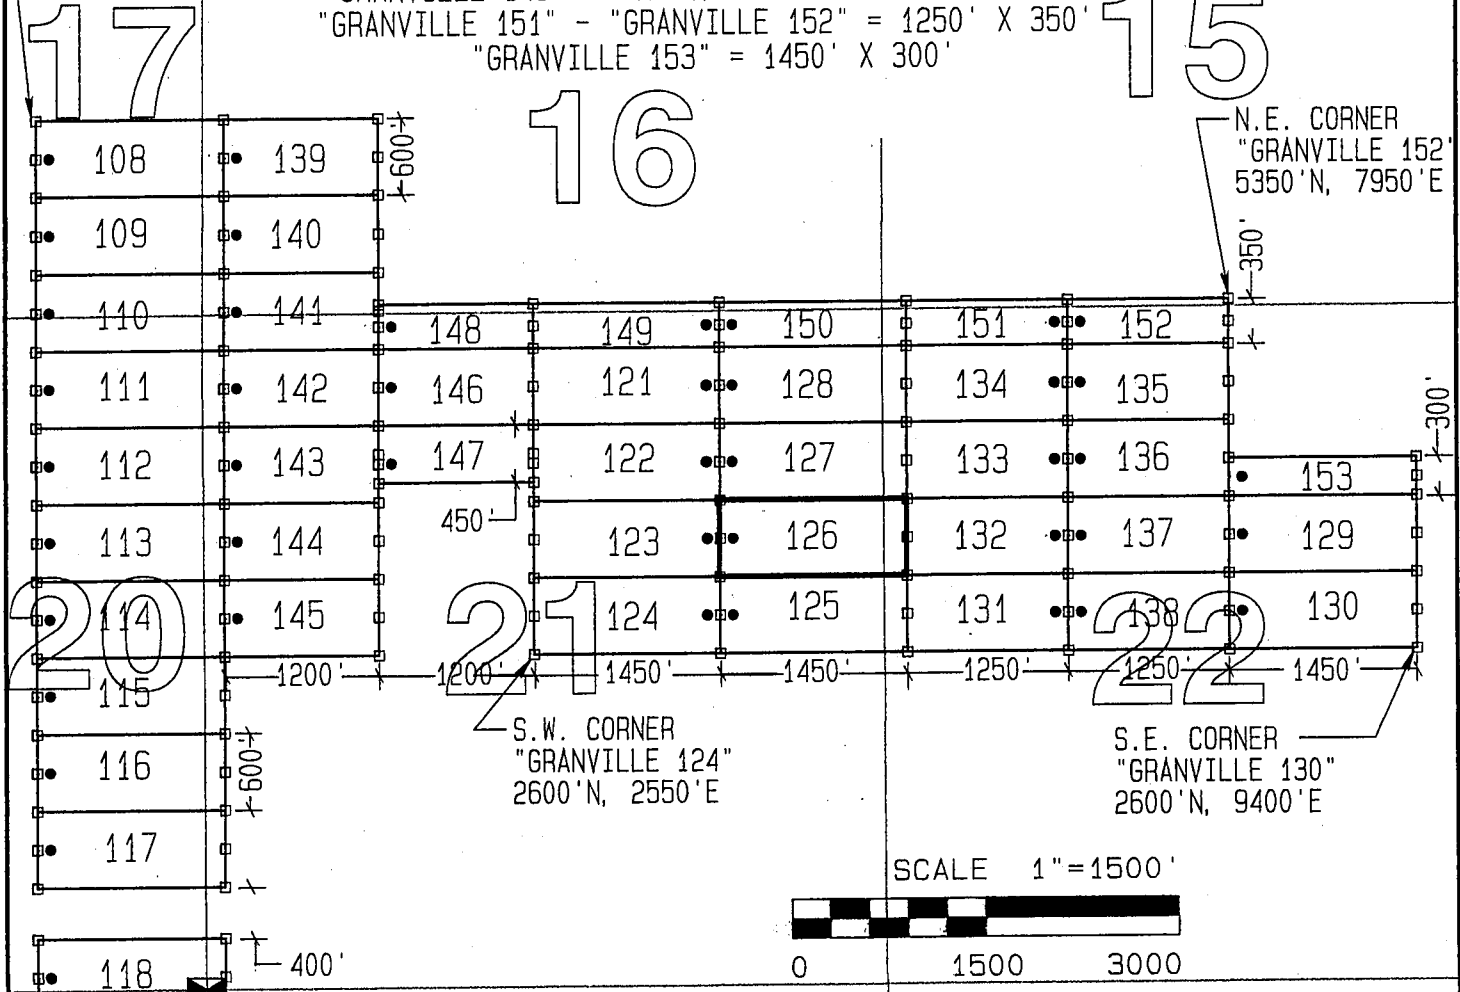 "GRANVILLE 151" - "GRANVILLE 152" = 1250' X 350'
"GRANVILLE 153" = 1450' X 300'
17
16
15
N.E. CORNER
"GRANVILLE 152"
5350'N, 7950'E
108 139 600'
109 140
350'
110 141 148 149 150 151 152
111 142 146 121 128 134 135
112 143 147 122 127 133 136
300'
153
450'
113 144 123 126 132 137 129
20 21 22
114 145 124 125 131 138 130
1200' 1200' 1450' 1450' 1250' 1250' 1450'
115
S.W. CORNER
"GRANVILLE 124"
2600'N, 2550'E
S.E. CORNER
"GRANVILLE 130"
2600'N, 9400'E
116 600'
117
SCALE 1"=1500'
0 1500 3000
118 400'